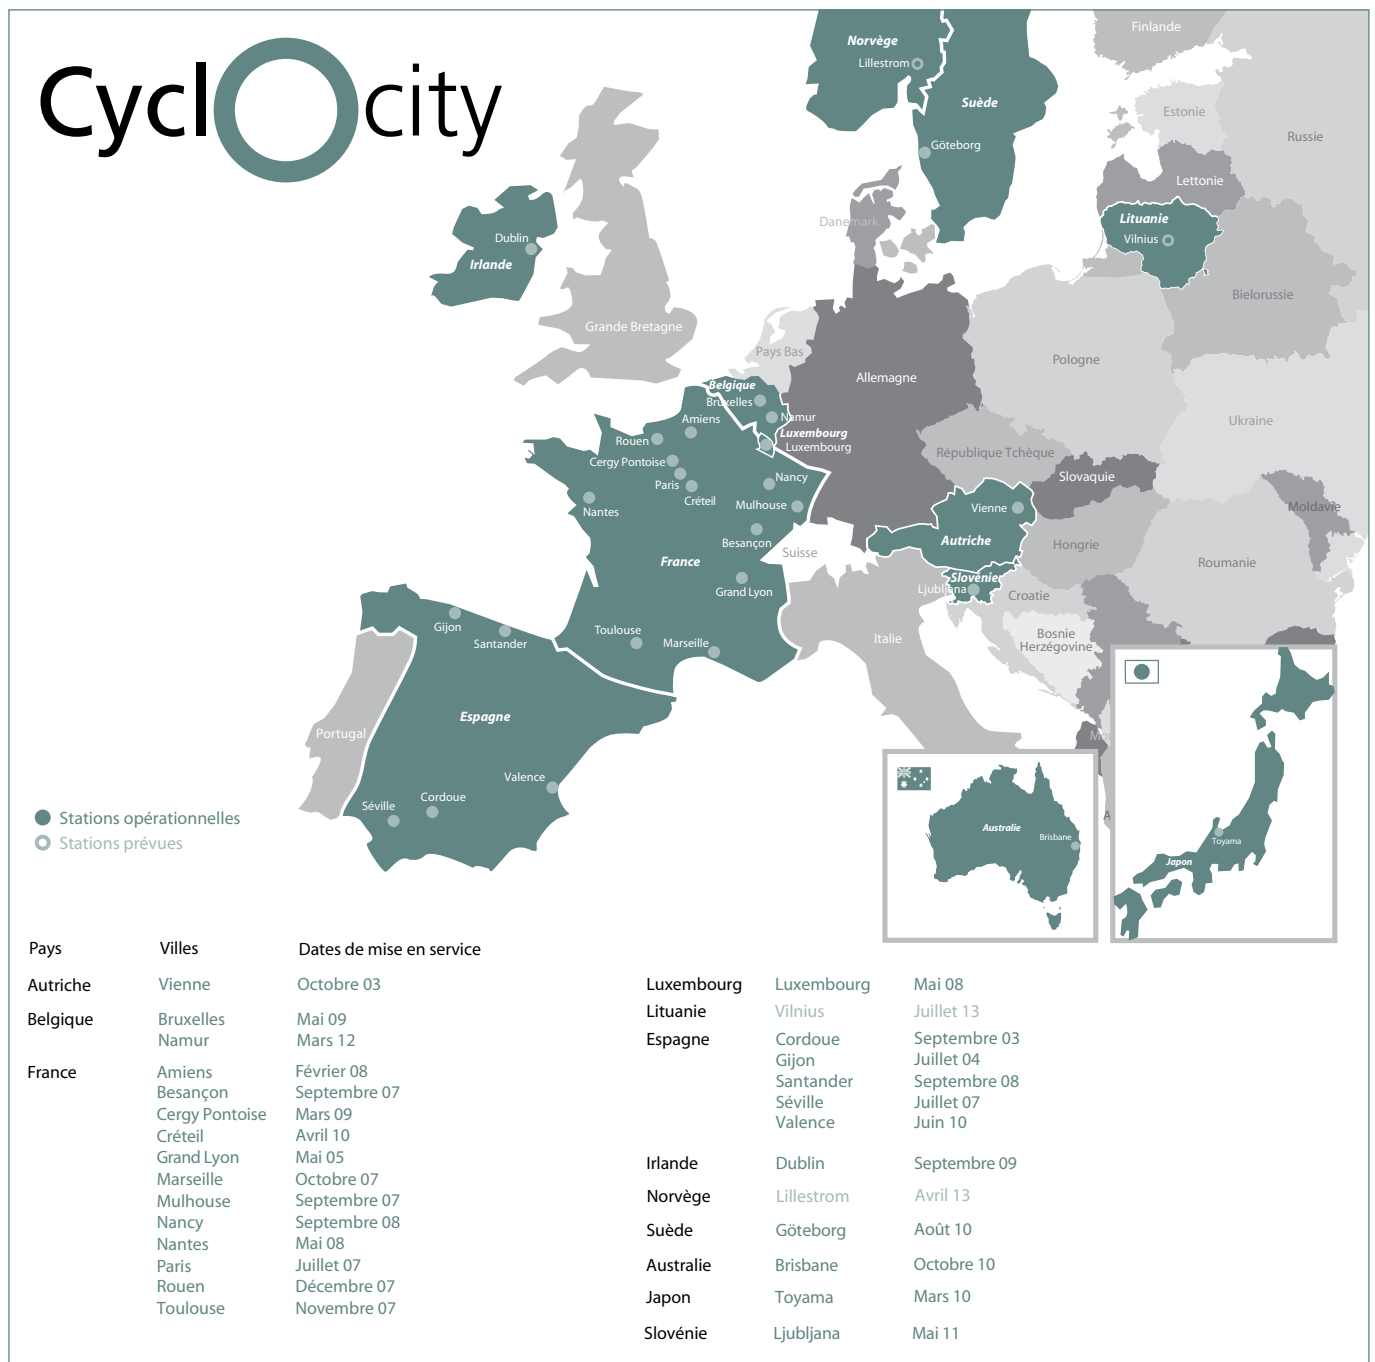 Cyclocity
Finlande
Norvège
Lillestrom
Suède
Göteborg
Estonie
Russie
Lettonie
Lituanie
Vilnius
Danemark
Dublin
Irlande
Bielorussie
Grande Bretagne
Pays Bas
Pologne
Allemagne
Belgique
Bruxelles
Namur
Luxembourg
Luxembourg
Ukraine
Amiens
Rouen
Cergy Pontoise
Paris
Créteil
Nantes
Nancy
Mulhouse
Besançon
France
Grand Lyon
Toulouse
Marseille
République Tchèque
Slovaquie
Vienne
Autriche
Moldavie
Suisse
Hongrie
Roumanie
Slovénie
Ljubljana
Croatie
Bosnie
Herzégovine
Italie
Gijon
Santander
Espagne
Portugal
Valence
Séville
Cordoue
Stations opérationnelles
Stations prévues
Australie
Brisbane
Toyama
Japon
Pays Villes Dates de mise en service
Autriche Vienne Octobre 03
Belgique Bruxelles Mai 09
Namur Mars 12
France Amiens Février 08
Besançon Septembre 07
Cergy Pontoise Mars 09
Créteil Avril 10
Grand Lyon Mai 05
Marseille Octobre 07
Mulhouse Septembre 07
Nancy Septembre 08
Nantes Mai 08
Paris Juillet 07
Rouen Décembre 07
Toulouse Novembre 07
Luxembourg Luxembourg Mai 08
Lituanie Vilnius Juillet 13
Espagne Cordoue Septembre 03
Gijon Juillet 04
Santander Septembre 08
Séville Juillet 07
Valence Juin 10
Irlande Dublin Septembre 09
Norvège Lillestrom Avril 13
Suède Göteborg Août 10
Australie Brisbane Octobre 10
Japon Toyama Mars 10
Slovénie Ljubljana Mai 11